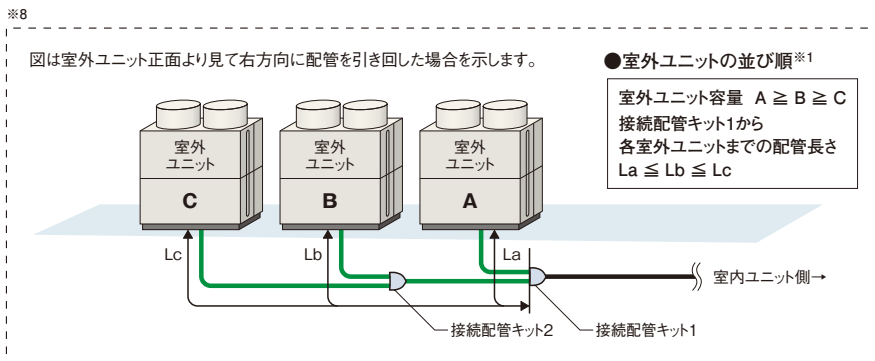 ※8
図は室外ユニット正面より見て右方向に配管を引き回した場合を示します。
●室外ユニットの並び順※1
室外ユニット容量 A ≧ B ≧ C
接続配管キット1から
各室外ユニットまでの配管長さ
La ≦ Lb ≦ Lc
室外
ユニット
C
室外
ユニット
B
室外
ユニット
A
Lc
Lb
La
室内ユニット側→
接続配管キット2
接続配管キット1